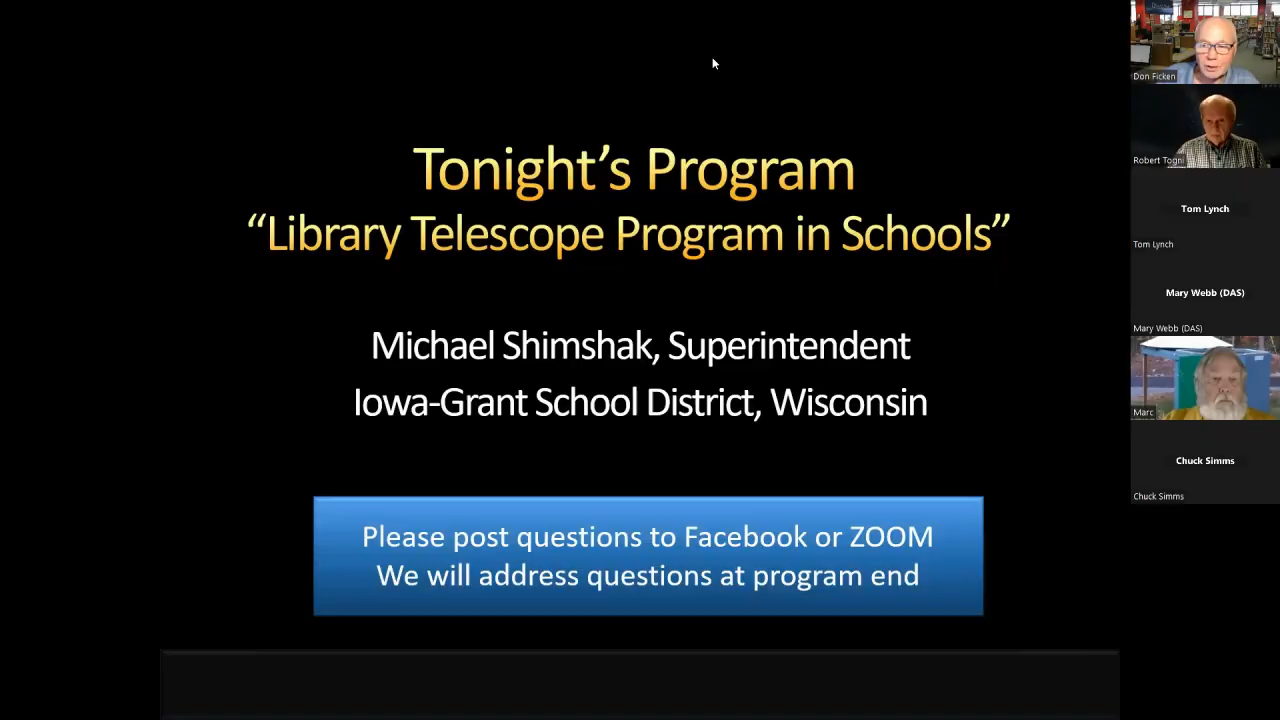 Tonight’s Program
“Library Telescope Program in Schools”
Michael Shimshak, Superintendent
Iowa-Grant School District, Wisconsin
Please post questions to Facebook or ZOOM
We will address questions at program end
Don Ficken
Robert Togni
Tom Lynch
Tom Lynch
Mary Webb (DAS)
Mary Webb (DAS)
Marc
Chuck Simms
Chuck Simms